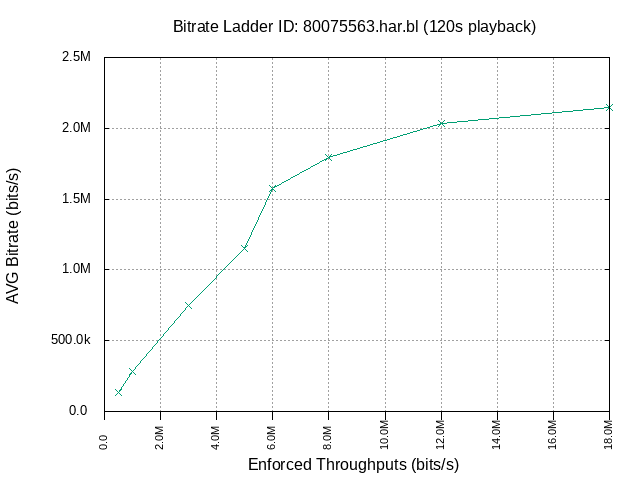 Bitrate Ladder ID: 80075563.har.bl (120s playback)
2.5M
2.0M
1.5M
1.0M
500.0k
0.0
AVG Bitrate (bits/s)
0.0
2.0M
4.0M
6.0M
8.0M
10.0M
12.0M
14.0M
16.0M
18.0M
Enforced Throughputs (bits/s)